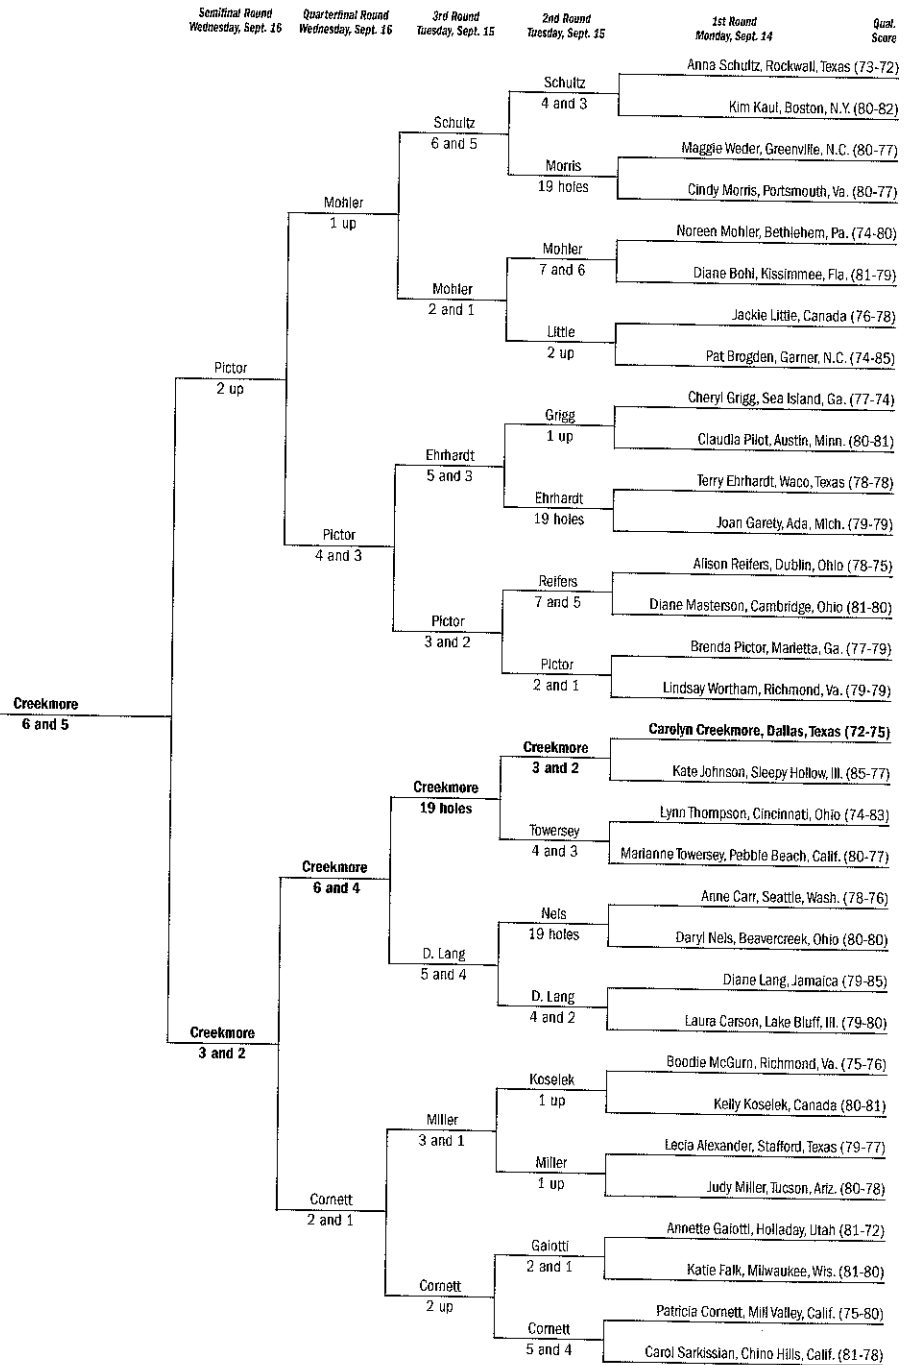 Semifinal Round
Wednesday, Sept. 16
Quarterfinal Round
Wednesday, Sept. 16
3rd Round
Tuesday, Sept. 15
2nd Round
Tuesday, Sept. 15
1st Round
Monday, Sept. 14
Qual.
Score
Anna Schultz, Rockwall, Texas (73-72)
Schultz
4 and 3
Kim Kaul, Boston, N.Y. (80-82)
Schultz
6 and 5
Maggie Weder, Greenville, N.C. (80-77)
Morris
19 holes
Cindy Morris, Portsmouth, Va. (80-77)
Mohler
1 up
Noreen Mohler, Bethlehem, Pa. (74-80)
Mohler
7 and 6
Diane Bohl, Kissimmee, Fla. (81-79)
Mohler
2 and 1
Jackie Little, Canada (76-78)
Little
2 up
Pat Brogden, Garner, N.C. (74-85)
Pictor
2 up
Cheryl Grigg, Sea Island, Ga. (77-74)
Grigg
1 up
Claudia Pilot, Austin, Minn. (80-81)
Ehrhardt
5 and 3
Terry Ehrhardt, Waco, Texas (78-78)
Ehrhardt
19 holes
Joan Garety, Ada, Mich. (79-79)
Pictor
4 and 3
Alison Reifers, Dublin, Ohio (78-75)
Reifers
7 and 5
Diane Masterson, Cambridge, Ohio (81-80)
Pictor
3 and 2
Brenda Pictor, Marietta, Ga. (77-79)
Pictor
2 and 1
Lindsay Wortham, Richmond, Va. (79-79)
Creekmore
6 and 5
Carolyn Creekmore, Dallas, Texas (72-75)
Creekmore
3 and 2
Kate Johnson, Sleepy Hollow, Ill. (85-77)
Creekmore
19 holes
Lynn Thompson, Cincinnati, Ohio (74-83)
Towersey
4 and 3
Marianne Towersey, Pebble Beach, Calif. (80-77)
Creekmore
6 and 4
Anne Carr, Seattle, Wash. (78-76)
Nels
19 holes
Daryl Nels, Beavercreek, Ohio (80-80)
D. Lang
5 and 4
Diane Lang, Jamaica (79-85)
D. Lang
4 and 2
Laura Carson, Lake Bluff, Ill. (79-80)
Creekmore
3 and 2
Boodie McGurn, Richmond, Va. (75-76)
Koselek
1 up
Kelly Koselek, Canada (80-81)
Miller
3 and 1
Lecia Alexander, Stafford, Texas (79-77)
Miller
1 up
Judy Miller, Tucson, Ariz. (80-78)
Cornett
2 and 1
Annette Gaiotti, Holladay, Utah (81-72)
Gaiotti
2 and 1
Katie Falk, Milwaukee, Wis. (81-80)
Cornett
2 up
Patricia Cornett, Mill Valley, Calif. (75-80)
Cornett
5 and 4
Carol Sarkissian, Chino Hills, Calif. (81-78)